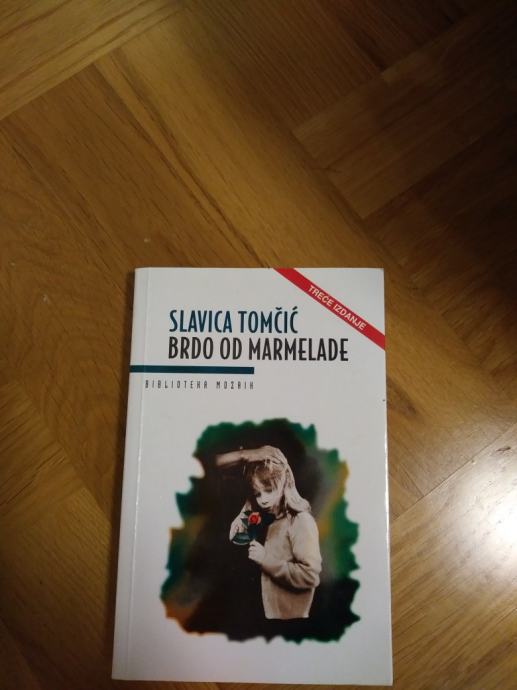 TREĆE IZDANJE
SLAVICA TOMČIĆ
BRDO OD MARMELADE
BIBLIOTEKA MOZAIK